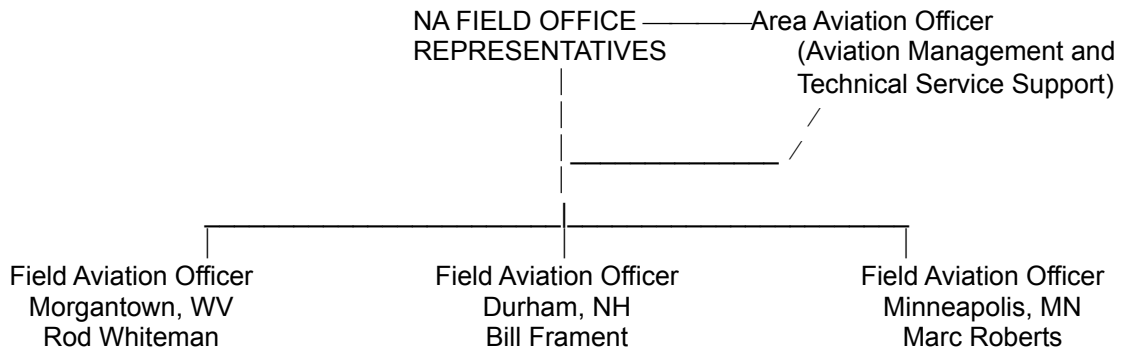 NA FIELD OFFICE
REPRESENTATIVES
Area Aviation Officer
(Aviation Management and
Technical Service Support)
Field Aviation Officer
Morgantown, WV
Rod Whiteman
Field Aviation Officer
Durham, NH
Bill Frament
Field Aviation Officer
Minneapolis, MN
Marc Roberts